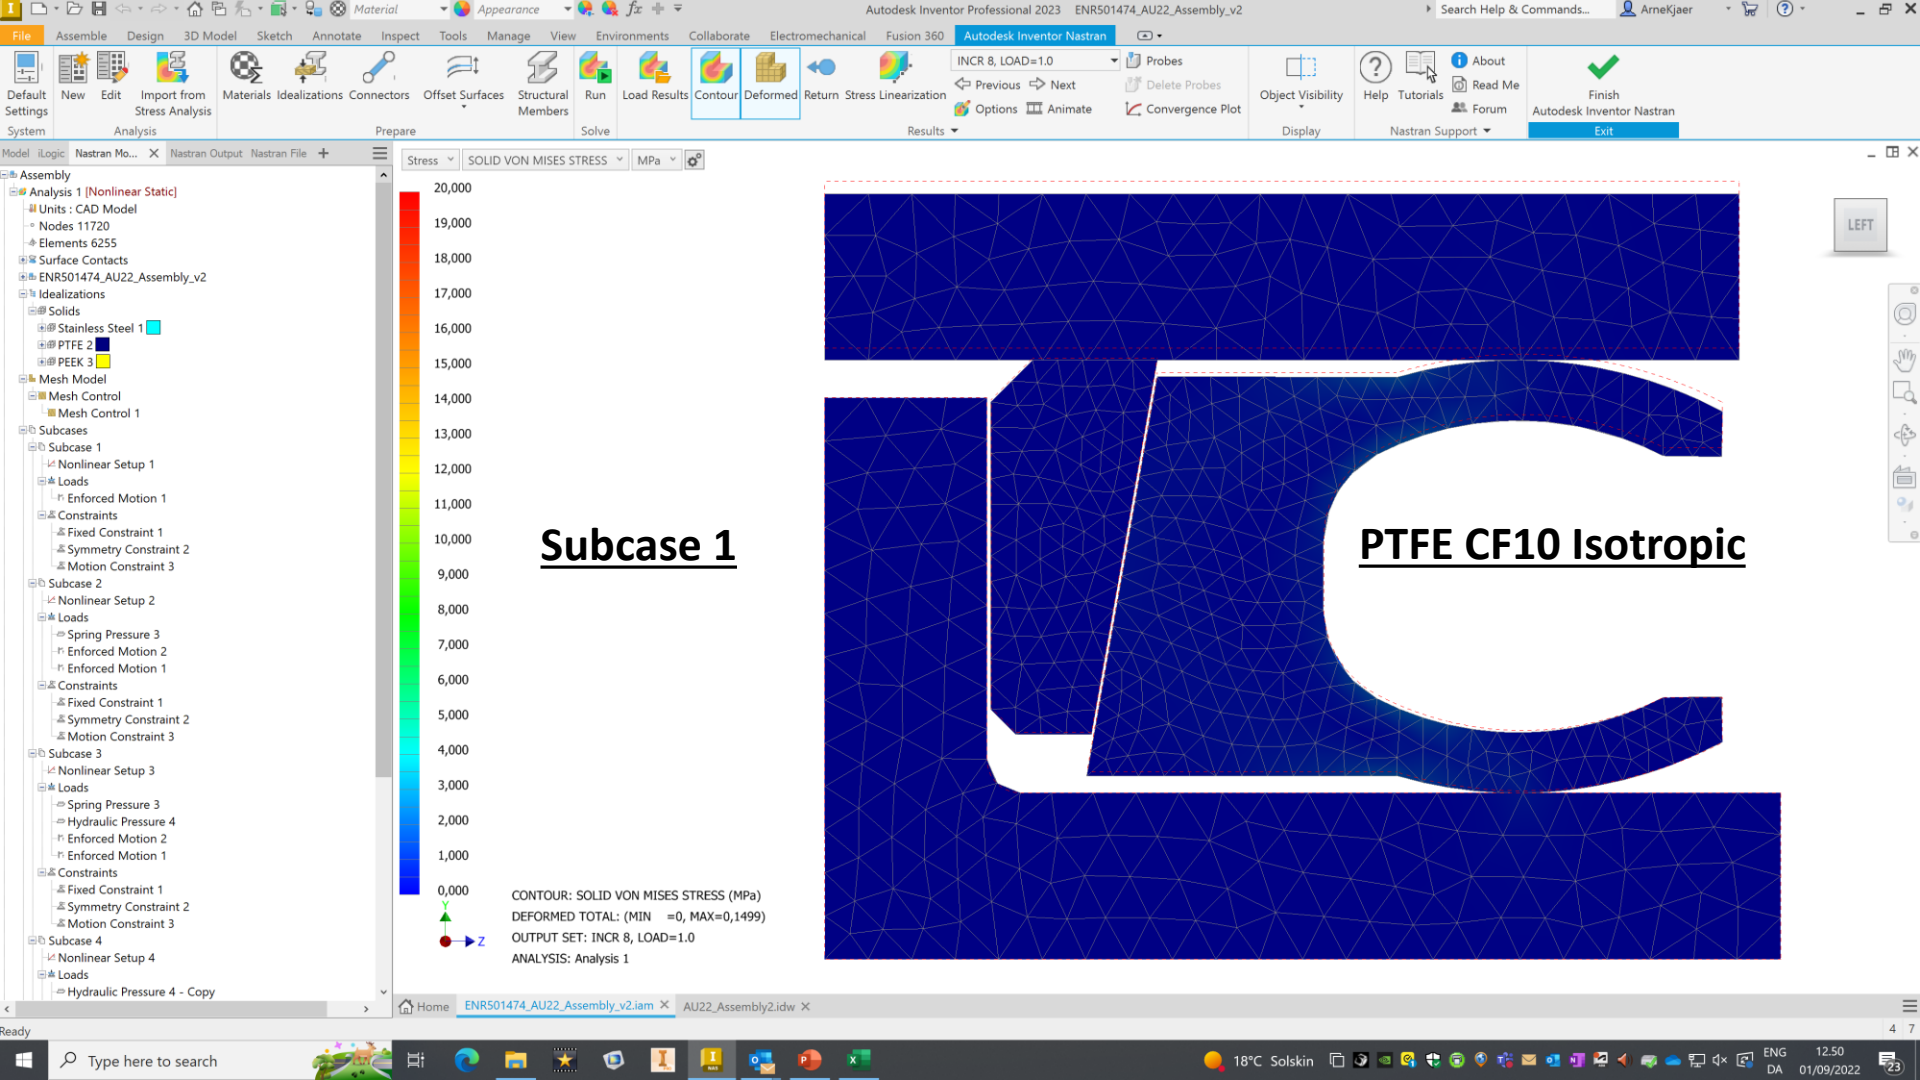 Material
Appearance
Autodesk Inventor Professional 2023 ENR501474_AU22_Assembly_v2
Search Help & Commands...
ArneKjaer
File Assemble Design 3D Model Sketch Annotate Inspect Tools Manage View Environments Collaborate Electromechanical Fusion 360 Autodesk Inventor Nastran
Default Settings
New
Edit
Import from Stress Analysis
Materials
Idealizations
Connectors
Offset Surfaces
Structural Members
Run
Load Results
Contour
Deformed
Return
Stress Linearization
INCR 8, LOAD=1.0
Previous Next
Options Animate
Probes
Delete Probes
Convergence Plot
Object Visibility
Help
Tutorials
About
Read Me
Forum
Finish
Autodesk Inventor Nastran
System Analysis Prepare Solve Results Display Nastran Support Exit
Model iLogic Nastran Mo... Nastran Output Nastran File
Assembly
Analysis 1 [Nonlinear Static]
Units : CAD Model
Nodes 11720
Elements 6255
Surface Contacts
ENR501474_AU22_Assembly_v2
Idealizations
Solids
Stainless Steel 1
PTFE 2
PEEK 3
Mesh Model
Mesh Control
Mesh Control 1
Subcases
Subcase 1
Nonlinear Setup 1
Loads
Enforced Motion 1
Constraints
Fixed Constraint 1
Symmetry Constraint 2
Motion Constraint 3
Subcase 2
Nonlinear Setup 2
Loads
Spring Pressure 3
Enforced Motion 2
Enforced Motion 1
Constraints
Fixed Constraint 1
Symmetry Constraint 2
Motion Constraint 3
Subcase 3
Nonlinear Setup 3
Loads
Spring Pressure 3
Hydraulic Pressure 4
Enforced Motion 2
Enforced Motion 1
Constraints
Fixed Constraint 1
Symmetry Constraint 2
Motion Constraint 3
Subcase 4
Nonlinear Setup 4
Loads
Hydraulic Pressure 4 - Copy
Stress SOLID VON MISES STRESS MPa
20,000
19,000
18,000
17,000
16,000
15,000
14,000
13,000
12,000
11,000
10,000
9,000
8,000
7,000
6,000
5,000
4,000
3,000
2,000
1,000
0,000
Y
Z
Subcase 1
PTFE CF10 Isotropic
LEFT
CONTOUR: SOLID VON MISES STRESS (MPa)
DEFORMED TOTAL: (MIN =0, MAX=0,1499)
OUTPUT SET: INCR 8, LOAD=1.0
ANALYSIS: Analysis 1
Home ENR501474_AU22_Assembly_v2.iam AU22_Assembly2.idw
Ready
4 7
Type here to search
18°C Solskin
ENG
DA
12.50
01/09/2022
23